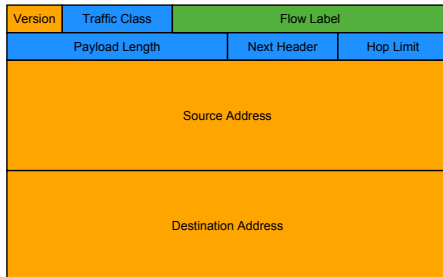 Version Traffic Class Flow Label
Payload Length Next Header Hop Limit
Source Address
Destination Address